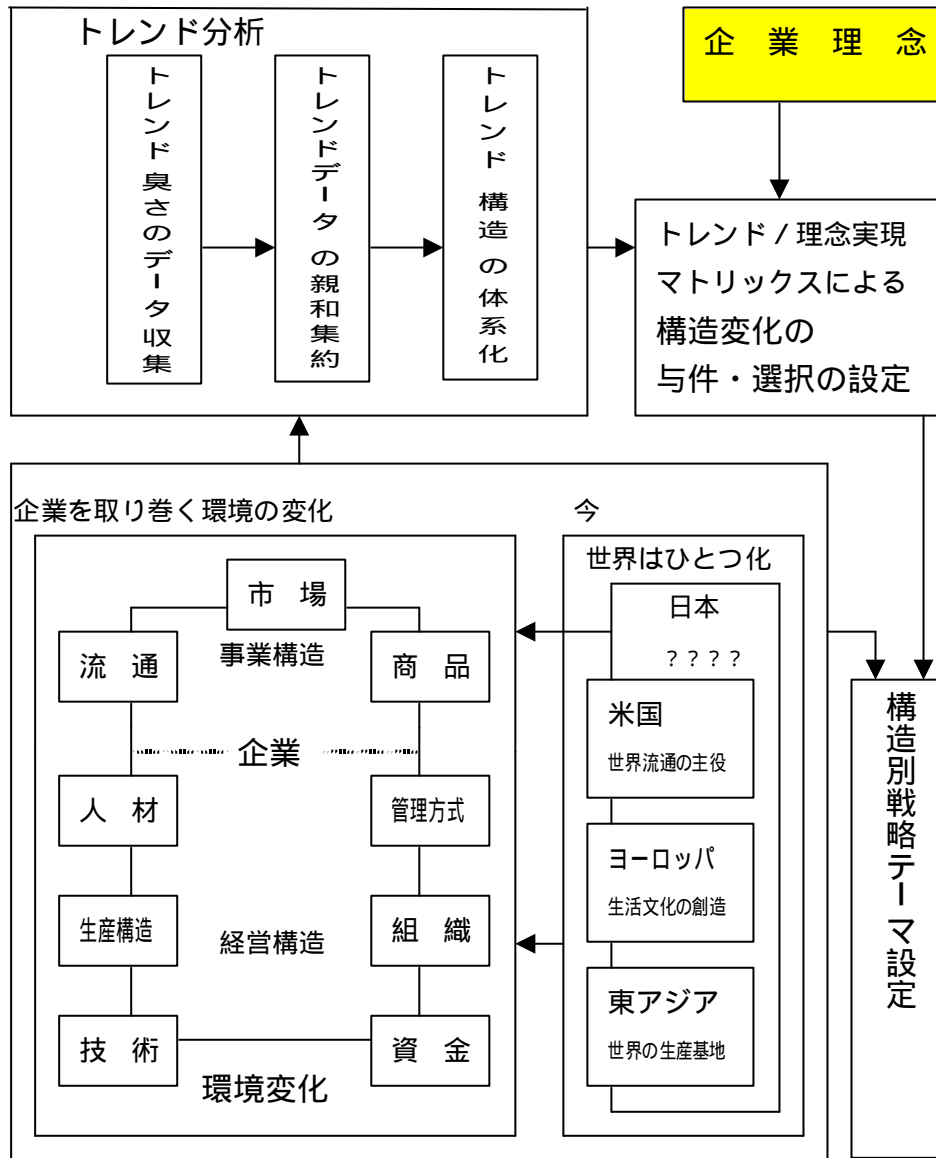 トレンド分析
トレンド臭さのデータ収集
トレンドデータの親和集約
トレンド構造の体系化
企業理念
トレンド/理念実現
マトリックスによる
構造変化の
与件・選択の設定
企業を取り巻く環境の変化
市場
流通
事業構造
商品
企業
人材
管理方式
生産構造
経営構造
組織
技術
資金
環境変化
今
世界はひとつ化
日本
????
米国
世界流通の主役
ヨーロッパ
生活文化の創造
東アジア
世界の生産基地
構造別戦略テーマ設定